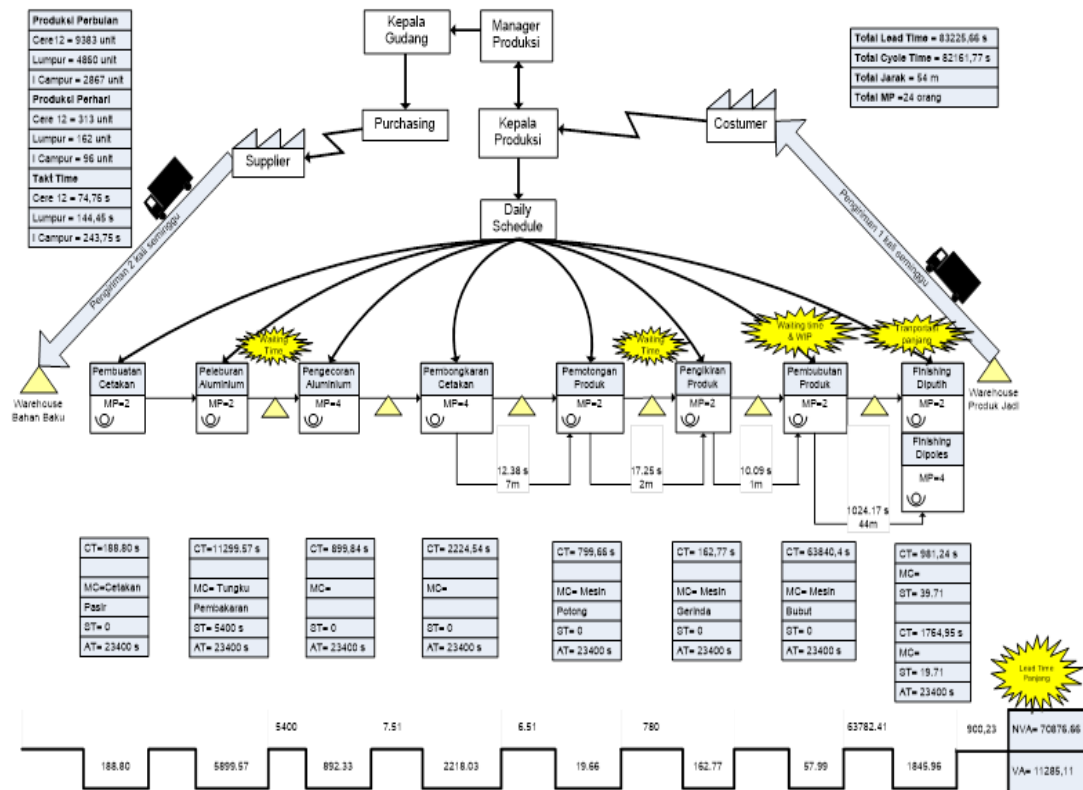 Produksi Perbulan
Cere12 = 9383 unit
Lumpur = 4860 unit
I Campur = 2867 unit
Produksi Perhari
Cere 12 = 313 unit
Lumpur = 162 unit
I Campur = 96 unit
Takt Time
Cere 12 = 74,76 s
Lumpur = 144,45 s
I Campur = 243,75 s
Kepala
Gudang
Manager
Produksi
Total Lead Time = 83225,66 s
Total Cycle Time = 82161,77 s
Total Jarak = 54 m
Total MP =24 orang
Purchasing
Kepala
Produksi
Costumer
Supplier
Daily
Schedule
Pengiriman 2 kali seminggu
Pengiriman 1 kali seminggu
Waiting
Time
Waiting
Time
Waiting time
& WIP
Tranportasi
panjang
Warehouse
Bahan Baku
Pembuatan
Cetakan
MP=2
Peleburan
Aluminium
MP=2
Pengecoran
Aluminium
MP=4
Pembongkaran
Cetakan
MP=4
Pemotongan
Produk
MP=2
Pengikiran
Produk
MP=2
Pembubutan
Produk
MP=2
Finishing
Diputih
MP=2
Finishing
Dipoles
MP=4
Warehouse
Produk Jadi
12.38 s
7m
17.25 s
2m
10.09 s
1m
1024.17 s
44m
CT=188.80 s
MC=Cetakan
Pasir
ST= 0
AT= 23400 s
CT=11299.57 s
MC= Tungku
Pembakaran
ST= 5400 s
AT= 23400 s
CT= 899,84 s
MC=
ST= 0
AT= 23400 s
CT= 2224,54 s
MC=
ST= 0
AT= 23400 s
CT= 799,66 s
MC= Mesin
Potong
ST= 0
AT= 23400 s
CT= 162,77 s
MC= Mesin
Gerinda
ST= 0
AT= 23400 s
CT= 63840,4 s
MC= Mesin
Bubut
ST= 0
AT= 23400 s
CT= 981,24 s
MC=
ST= 39.71
CT= 1764,95 s
MC=
ST= 19.71
AT= 23400 s
Lead Time
Panjang
5400
7.51
6.51
780
63782.41
900,23
NVA= 70876.66
188.80
5899.57
892.33
2218.03
19.66
162.77
57.99
1845.96
VA= 11285,11